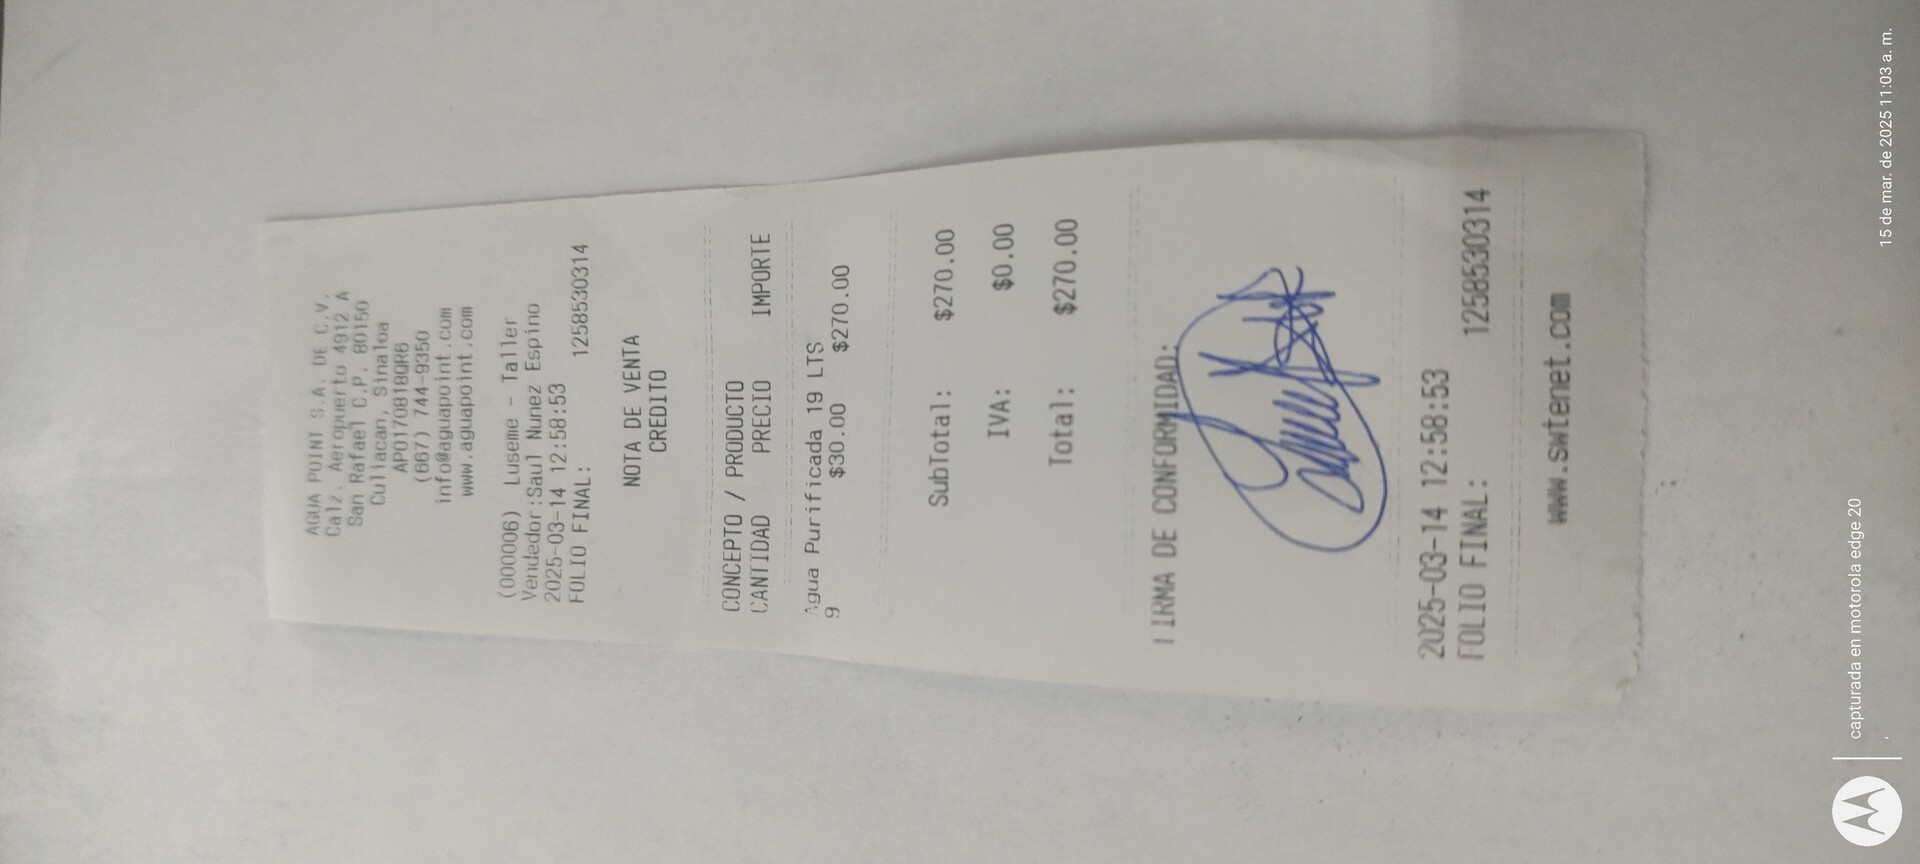 AGUA POINT S.A. DE C.V.
Calz. Aeropuerto 4912 A
San Rafael C.P. 80150
Culiacan, Sinaloa
APO170818QR6
(667) 744-9350
info@aguapoint.com
www.aguapoint.com
(000006) Luseme - Taller
Vendedor:Saul Nunez Espino
2025-03-14 12:58:53
FOLIO FINAL: 1258530314
NOTA DE VENTA
CREDITO
CONCEPTO / PRODUCTO
CANTIDAD PRECIO IMPORTE
Agua Purificada 19 LTS
9 $30.00 $270.00
SubTotal: $270.00
IVA: $0.00
Total: $270.00
FIRMA DE CONFORMIDAD:
2025-03-14 12:58:53
FOLIO FINAL: 1258530314
www.swtenet.com
capturada en motorola edge 20
15 de mar. de 2025 11:03 a. m.